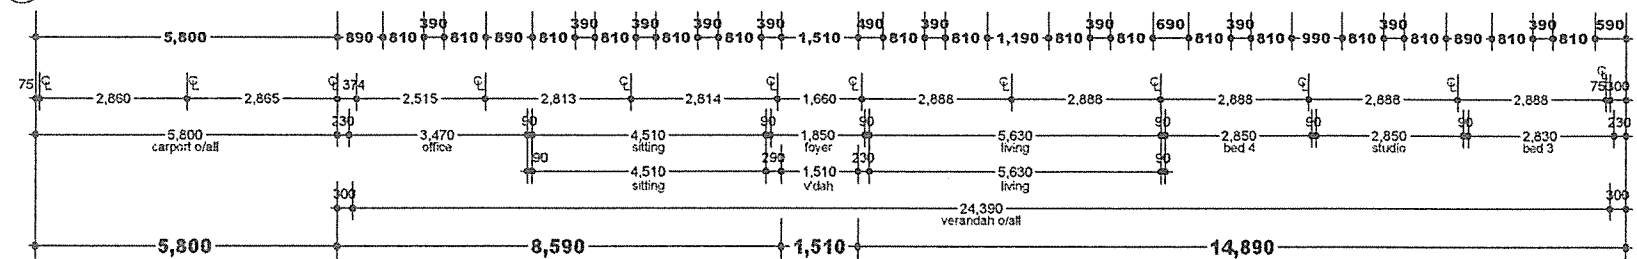 390 390 390 390 390 490 390 390 690 390 390 390 590
5,800 890 810 810 890 810 810 810 810 1,510 810 810 1,190 810 810 810 810 990 810 810 890 810 810
75 ℄ ℄ ℄ 374 ℄ ℄ ℄ ℄ ℄ ℄ ℄ ℄ ℄ 75 300
2,860 2,865 2,515 2,813 2,814 1,660 2,888 2,888 2,888 2,888 2,888
230 90 90 90 90 90 90 230
5,800 3,470 4,510 1,850 5,630 2,850 2,850 2,830
carport o/all office sitting foyer living bed 4 studio bed 3
90 290 230 90
4,510 1,510 5,630
sitting v'dah living
300 300
24,390
verandah o/all
5,800 8,590 1,510 14,890